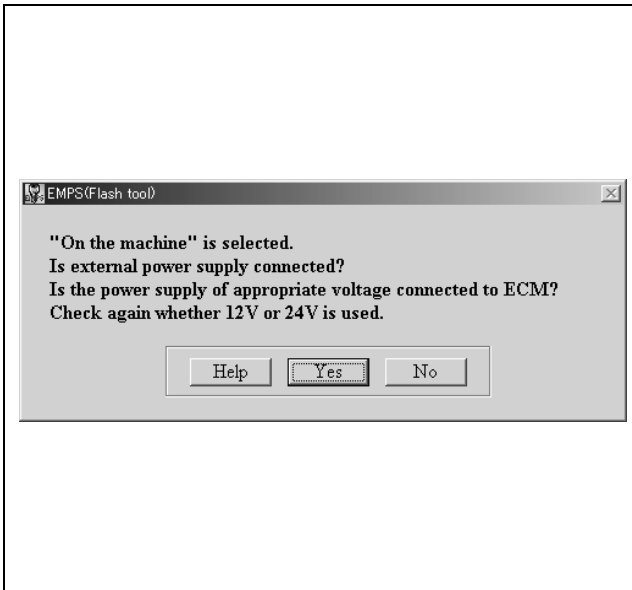 EMPS(Flash tool)
"On the machine" is selected.
Is external power supply connected?
Is the power supply of appropriate voltage connected to ECM?
Check again whether 12V or 24V is used.
Help Yes No